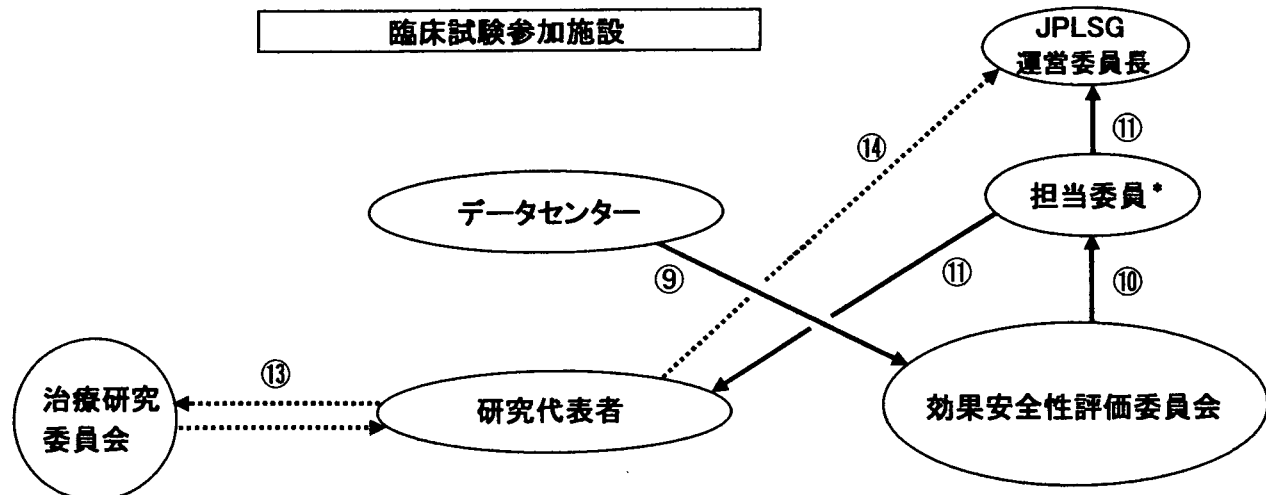 臨床試験参加施設
JPLSG
運営委員長
⑪
⑭
担当委員*
データセンター
⑨
⑪
⑩
⑬
治療研究
委員会
研究代表者
効果安全性評価委員会